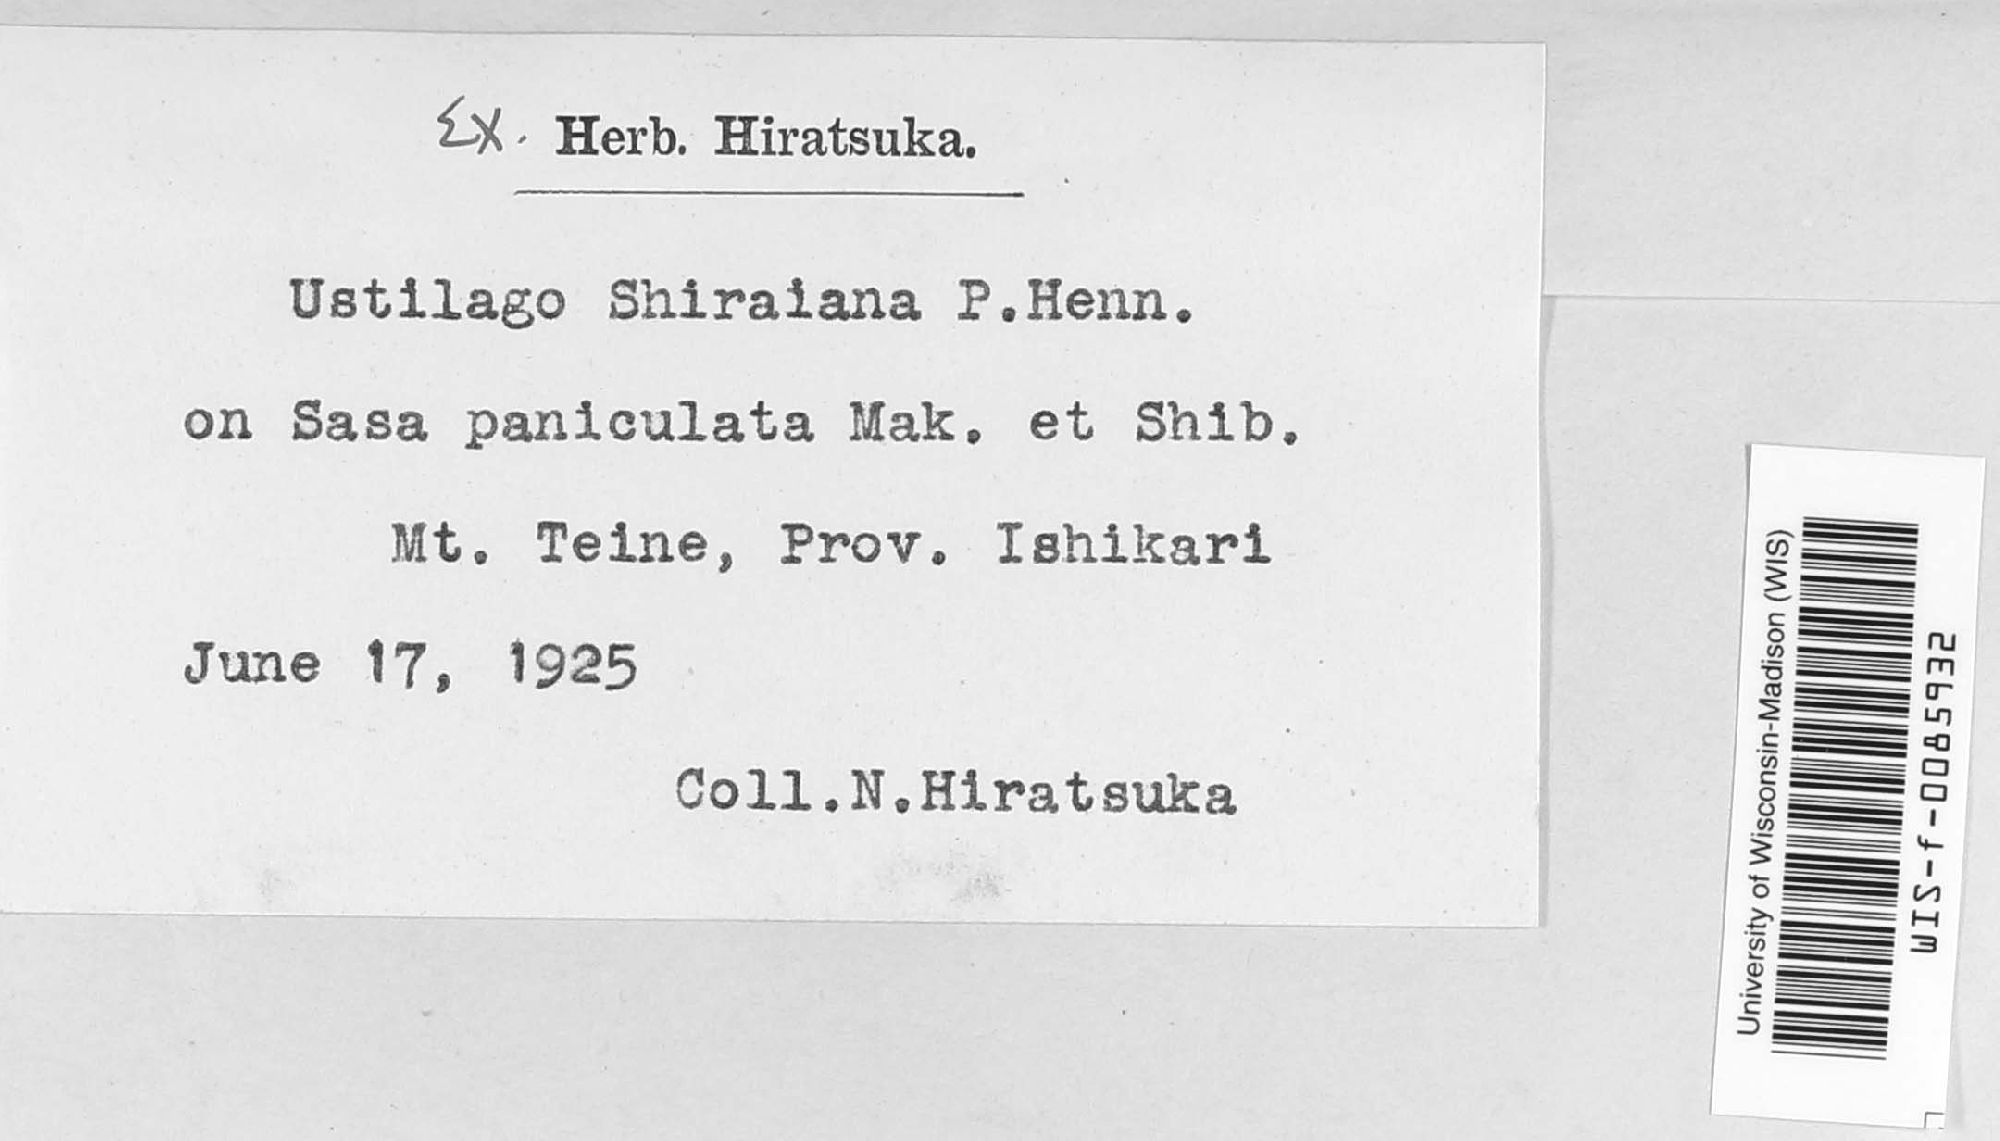 Ex. Herb. Hiratsuka.
Ustilago Shiraiana P.Henn.
on Sasa paniculata Mak. et Shib.
Mt. Teine, Prov. Ishikari
June 17, 1925
Coll.N.Hiratsuka
University of Wisconsin-Madison (WIS)
WIS-f-0085932